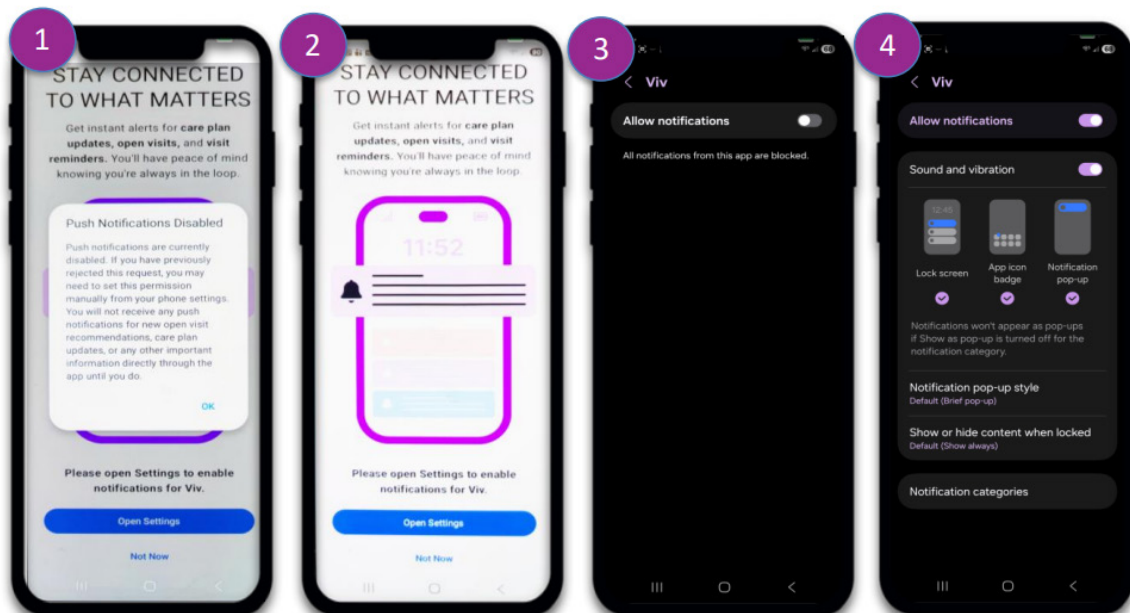 1
STAY CONNECTED
TO WHAT MATTERS
Get instant alerts for care plan
updates, open visits, and visit
reminders. You'll have peace of mind
knowing you're always in the loop.
Push Notifications Disabled
Push notifications are currently
disabled. If you have previously
rejected this request, you may
need to set this permission
manually from your phone settings.
You will not receive any push
notifications for new open visit
recommendations, care plan
updates, or any other important
information directly through the
app until you do.
OK
Please open Settings to enable
notifications for Viv.
Open Settings
Not Now
2
STAY CONNECTED
TO WHAT MATTERS
Get instant alerts for care plan
updates, open visits, and visit
reminders. You'll have peace of mind
knowing you're always in the loop.
11:52
Please open Settings to enable
notifications for Viv.
Open Settings
Not Now
3
Viv
Allow notifications
All notifications from this app are blocked.
4
Viv
Allow notifications
Sound and vibration
12:45
Lock screen
App icon
badge
Notification
pop-up
Notifications won't appear as pop-ups
if Show as pop-up is turned off for the
notification category.
Notification pop-up style
Default (Brief pop-up)
Show or hide content when locked
Default (Show always)
Notification categories